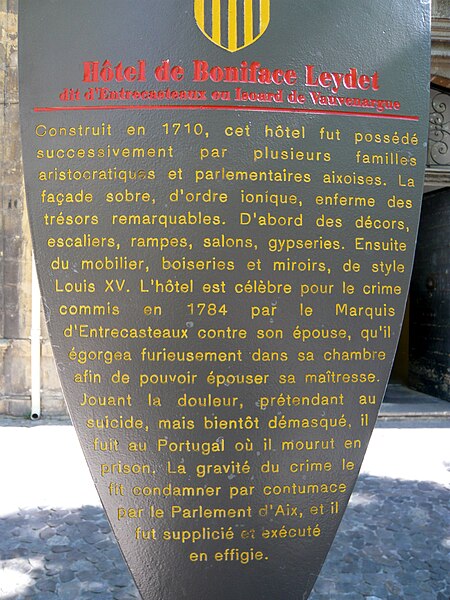 Hôtel de Boniface Leydet
dit d'Entrecasteaux ou Isoard de Vauvenargue
Construit en 1710, cet hôtel fut possédé
successivement par plusieurs familles
aristocratiques et parlementaires aixoises. La
façade sobre, d'ordre ionique, enferme des
trésors remarquables. D'abord des décors,
escaliers, rampes, salons, gypseries. Ensuite
du mobilier, boiseries et miroirs, de style
Louis XV. L'hôtel est célèbre pour le crime
commis en 1784 par le Marquis
d'Entrecasteaux contre son épouse, qu'il
égorgea furieusement dans sa chambre
afin de pouvoir épouser sa maîtresse.
Jouant la douleur, prétendant au
suicide, mais bientôt démasqué, il
fuit au Portugal où il mourut en
prison. La gravité du crime le
fit condamner par contumace
par le Parlement d'Aix, et il
fut supplicié et exécuté
en effigie.